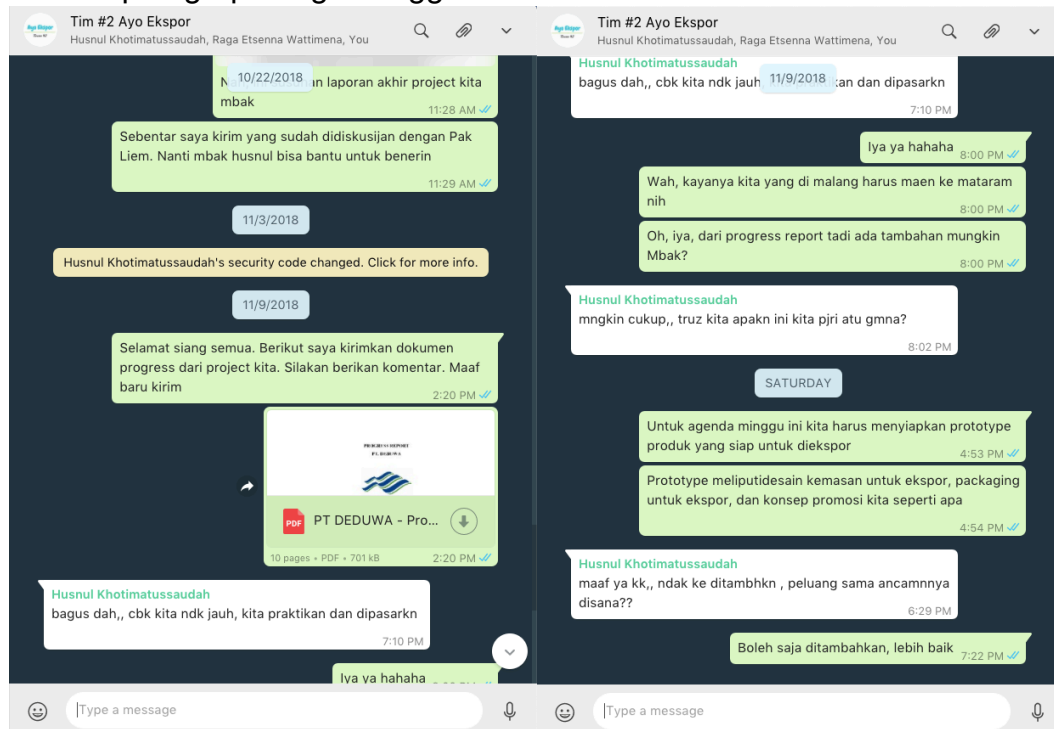 Tim #2 Ayo Ekspor
Husnul Khotimatussaudah, Raga Etsenna Wattimena, You
10/22/2018
an laporan akhir project kita
mbak
11:28 AM
Sebentar saya kirim yang sudah didiskusijan dengan Pak
Liem. Nanti mbak husnul bisa bantu untuk benerin
11:29 AM
11/3/2018
Husnul Khotimatussaudah's security code changed. Click for more info.
11/9/2018
Selamat siang semua. Berikut saya kirimkan dokumen
progress dari project kita. Silakan berikan komentar. Maaf
baru kirim
2:20 PM
PROGRESS REPORT
PT. DEDUWA
PDF
PT DEDUWA - Pro...
10 pages • PDF • 701 kB
2:20 PM
Husnul Khotimatussaudah
bagus dah,, cbk kita ndk jauh, kita praktikan dan dipasarkn
7:10 PM
Iya ya hahaha
Type a message
Tim #2 Ayo Ekspor
Husnul Khotimatussaudah, Raga Etsenna Wattimena, You
Husnul Khotimatussaudah
11/9/2018
bagus dah,, cbk kita ndk jauh, kan dan dipasarkn
7:10 PM
Iya ya hahaha
8:00 PM
Wah, kayanya kita yang di malang harus maen ke mataram
nih
8:00 PM
Oh, iya, dari progress report tadi ada tambahan mungkin
Mbak?
8:00 PM
Husnul Khotimatussaudah
mngkin cukup,, truz kita apakn ini kita pjri atu gmna?
8:02 PM
SATURDAY
Untuk agenda minggu ini kita harus menyiapkan prototype
produk yang siap untuk diekspor
4:53 PM
Prototype meliputidesain kemasan untuk ekspor, packaging
untuk ekspor, dan konsep promosi kita seperti apa
4:54 PM
Husnul Khotimatussaudah
maaf ya kk,, ndak ke ditambhkn , peluang sama ancamnnya
disana??
6:29 PM
Boleh saja ditambahkan, lebih baik
7:22 PM
Type a message